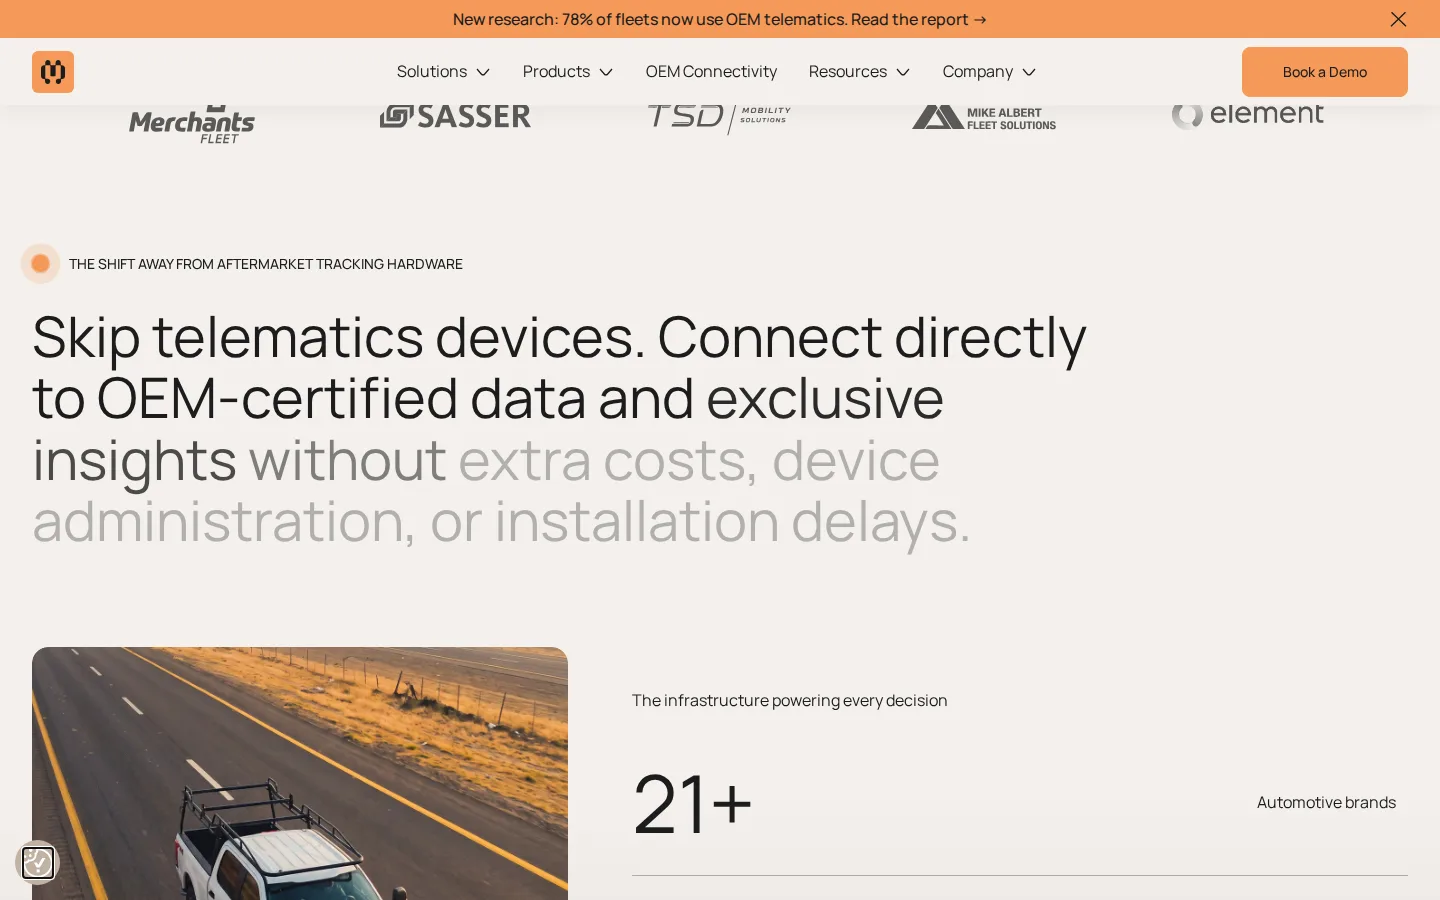 New research: 78% of fleets now use OEM telematics. Read the report →
Solutions
Products
OEM Connectivity
Resources
Company
Book a Demo
Merchants
FLEET
SASSER
TSD
MOBILITY
SOLUTIONS
MIKE ALBERT
FLEET SOLUTIONS
element
THE SHIFT AWAY FROM AFTERMARKET TRACKING HARDWARE
Skip telematics devices. Connect directly
to OEM-certified data and exclusive
insights without extra costs, device
administration, or installation delays.
The infrastructure powering every decision
21+
Automotive brands